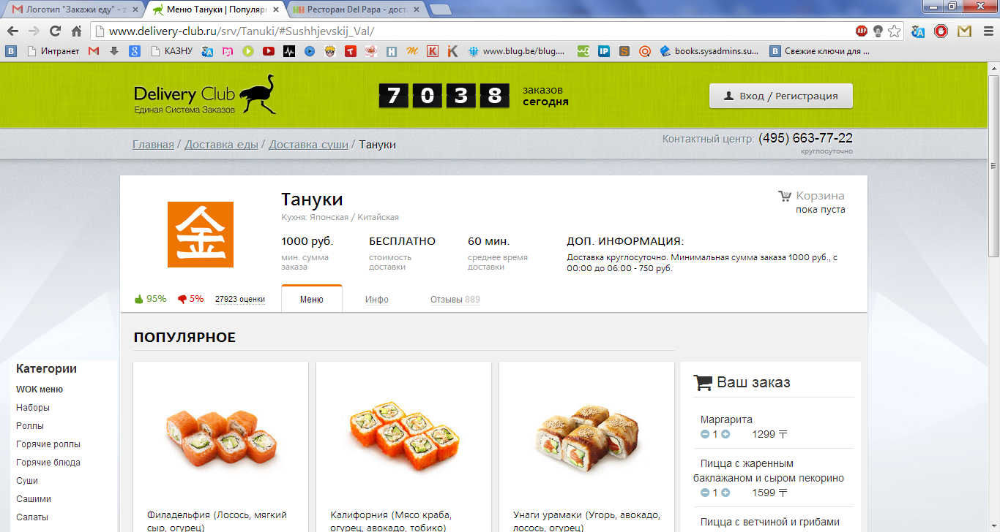 Логотип "Закажи еду" - z
Меню Тануки | Популярн
Ресторан Del Papa - дост
www.delivery-club.ru/srv/Tanuki/#Sushhjevskij_Val/
Интранет
КАЗНУ
www.blug.be/blug....
books.sysadmins.su...
Свежие ключи для ...
Delivery Club
Единая Система Заказов
7 0 3 8
заказов
сегодня
Вход / Регистрация
Главная / Доставка еды / Доставка суши / Тануки
Контактный центр: (495) 663-77-22
круглосуточно
金
Тануки
Кухня: Японская / Китайская
Корзина
пока пуста
1000 руб.
мин. сумма
заказа
БЕСПЛАТНО
стоимость
доставки
60 мин.
среднее время
доставки
ДОП. ИНФОРМАЦИЯ:
Доставка круглосуточно. Минимальная сумма заказа 1000 руб., с
00:00 до 06:00 - 750 руб.
95% 5% 27923 оценки
Меню
Инфо
Отзывы 889
ПОПУЛЯРНОЕ
Категории
WOK меню
Наборы
Роллы
Горячие роллы
Горячие блюда
Суши
Сашими
Салаты
Филадельфия (Лосось, мягкий
сыр, огурец)
Калифорния (Мясо краба,
огурец, авокадо, тобико)
Унаги урамаки (Угорь, авокадо,
лосось, огурец)
Ваш заказ
Маргарита
1 1299 ₸
Пицца с жаренным
баклажаном и сыром пекорино
1 1599 ₸
Пицца с ветчиной и грибами